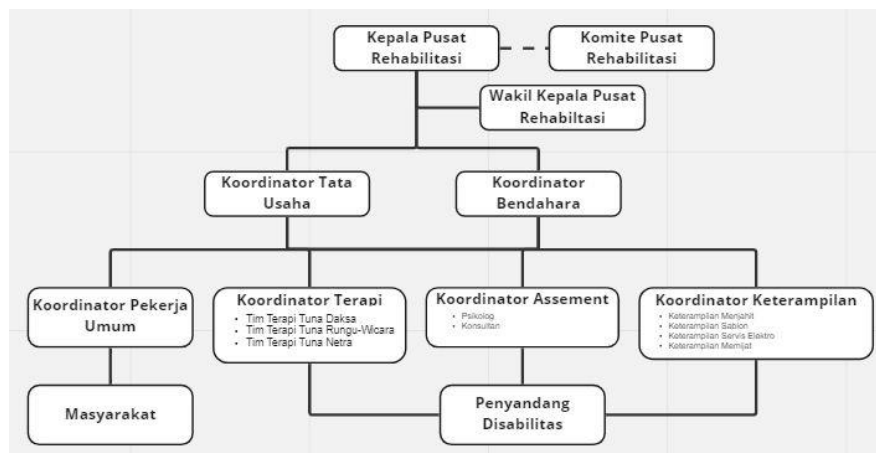 Kepala Pusat
Rehabilitasi
Komite Pusat
Rehabilitasi
Wakil Kepala Pusat
Rehabiltasi
Koordinator Tata
Usaha
Koordinator
Bendahara
Koordinator Pekerja
Umum
Koordinator Terapi
• Tim Terapi Tuna Daksa
• Tim Terapi Tuna Rungu-Wicara
• Tim Terapi Tuna Netra
Koordinator Assement
• Psikolog
• Konsultan
Koordinator Keterampilan
• Keterampilan Menjahit
• Keterampilan Sablon
• Keterampilan Servis Elektro
• Keterampilan Memijat
Masyarakat
Penyandang
Disabilitas